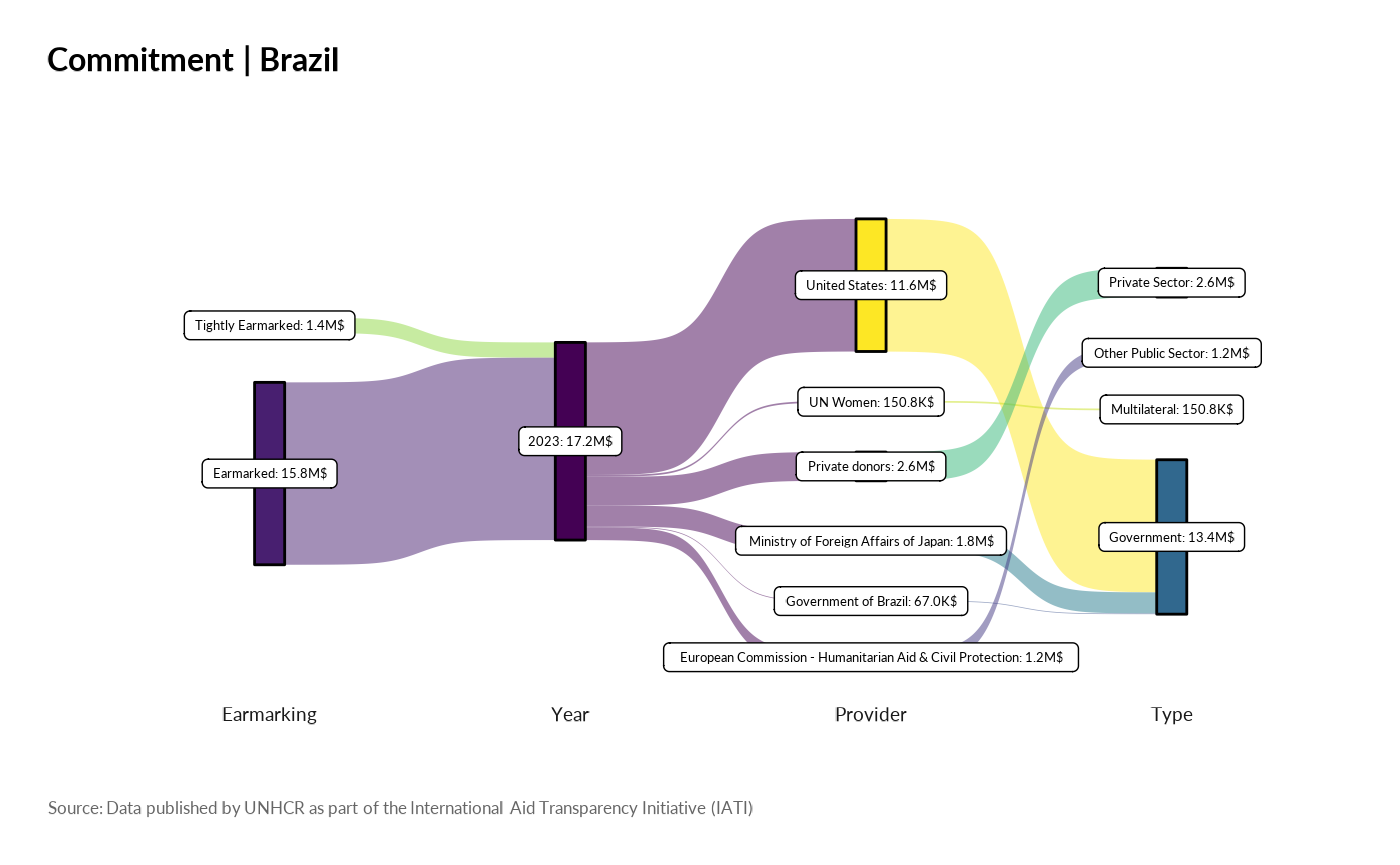 Commitment | Brazil
United States: 11.6M$
Private Sector: 2.6M$
Tightly Earmarked: 1.4M$
Other Public Sector: 1.2M$
UN Women: 150.8K$
Multilateral: 150.8K$
2023: 17.2M$
Private donors: 2.6M$
Earmarked: 15.8M$
Government: 13.4M$
Ministry of Foreign Affairs of Japan: 1.8M$
Government of Brazil: 67.0K$
European Commission - Humanitarian Aid & Civil Protection: 1.2M$
Earmarking Year Provider Type
Source: Data published by UNHCR as part of the International Aid Transparency Initiative (IATI)